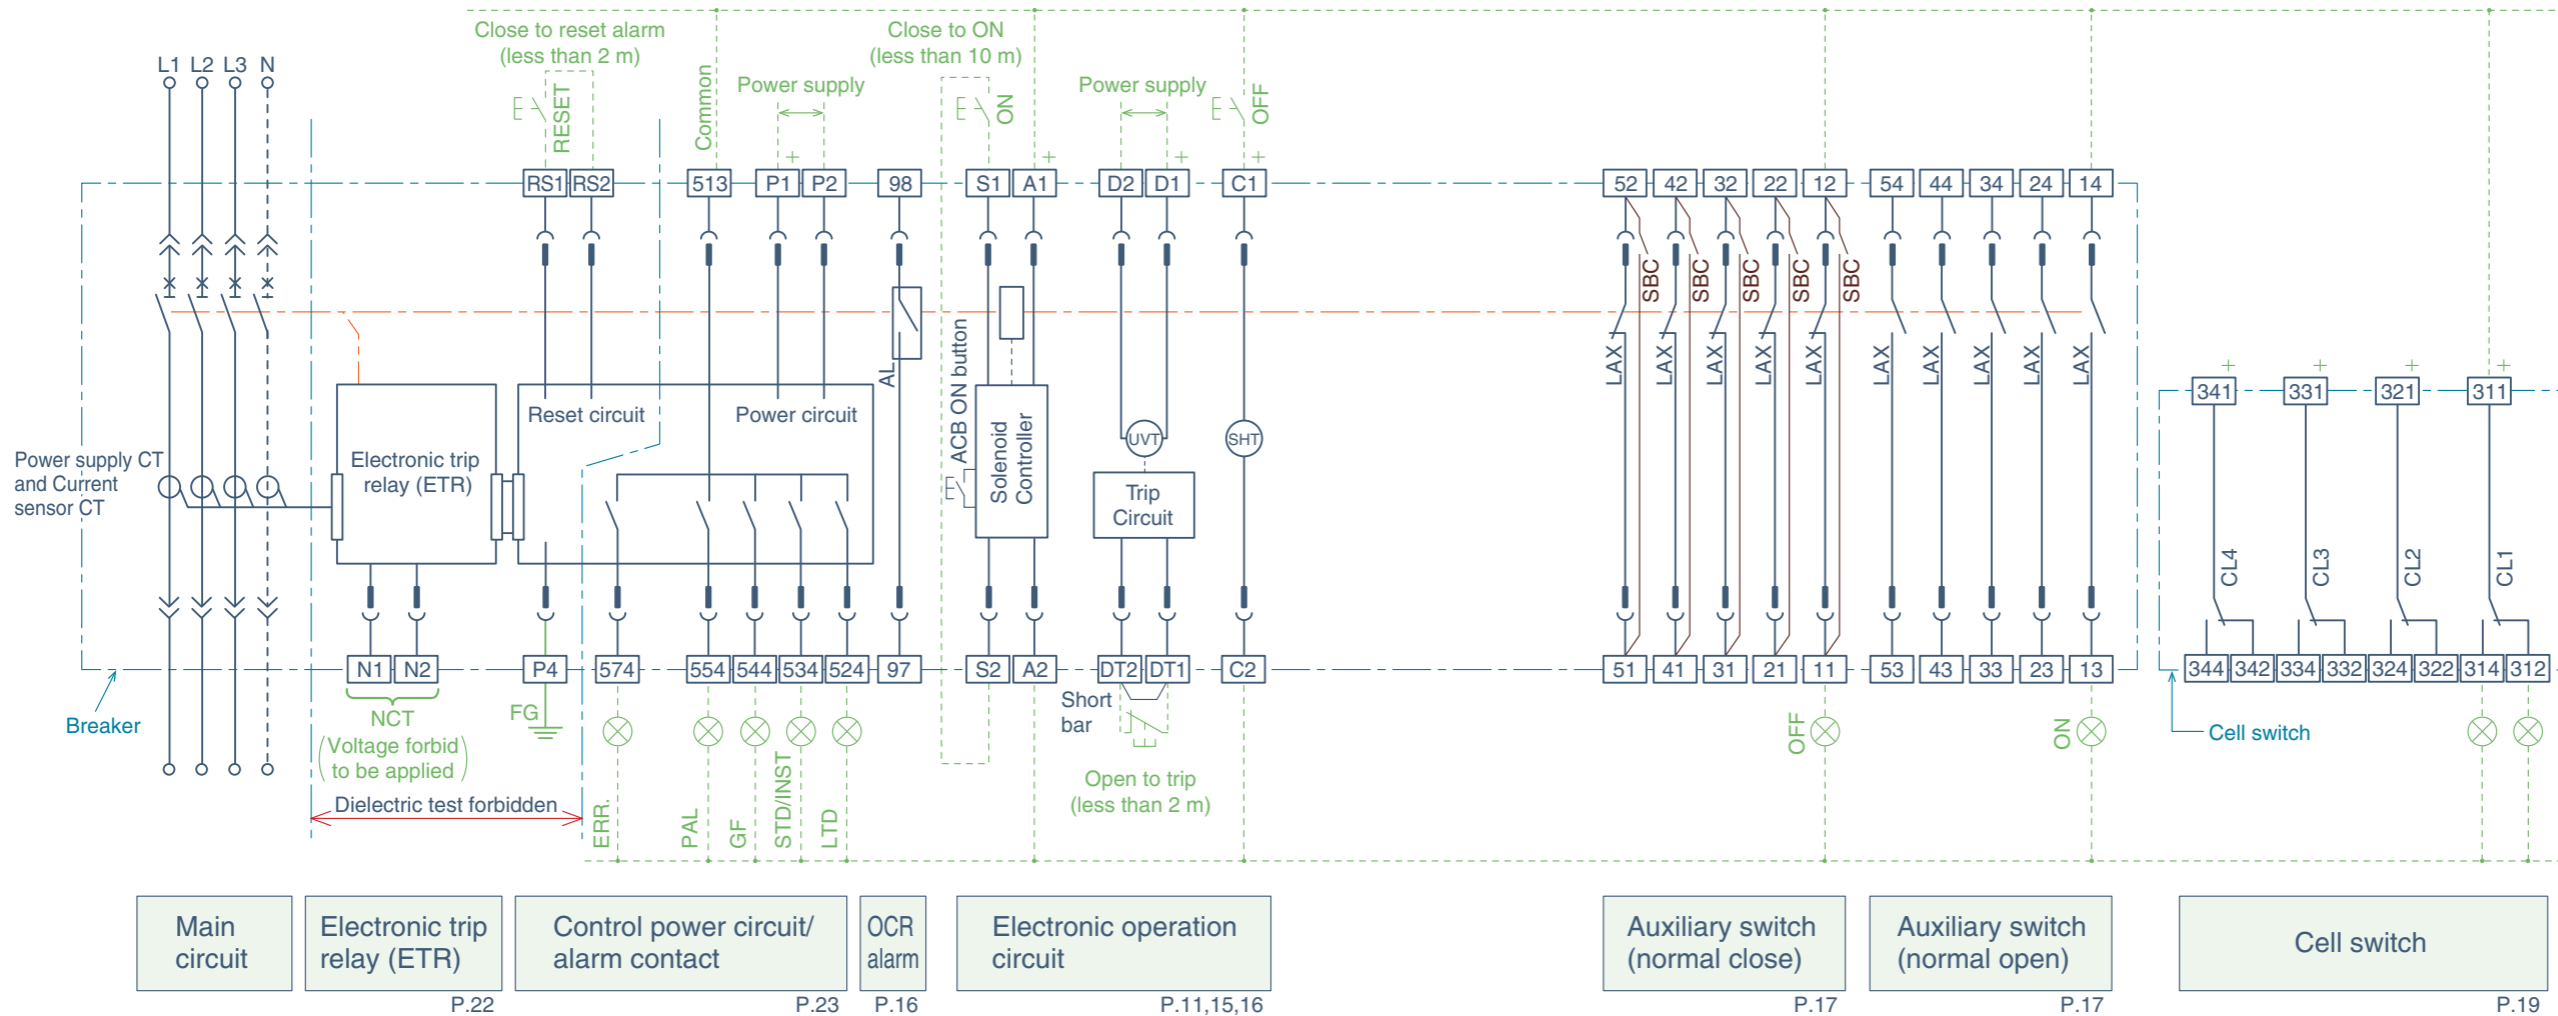 Close to reset alarm
(less than 2 m)
Close to ON
(less than 10 m)
L1 L2 L3 N
RESET
Common
Power supply
ON
Power supply
OFF
+ + + +
RS1 RS2 513 P1 P2 98 S1 A1 D2 D1 C1 52 42 32 22 12 54 44 34 24 14
SBC SBC SBC SBC SBC
LAX LAX LAX LAX LAX LAX LAX LAX LAX LAX
AL
ACB ON button
+ + + +
341 331 321 311
Reset circuit
Power circuit
Solenoid
Controller
UVT
SHT
Power supply CT
and Current
sensor CT
Electronic trip
relay (ETR)
Trip
Circuit
CL4 CL3 CL2 CL1
N1 N2 P4 574 554 544 534 524 97 S2 A2 DT2 DT1 C2 51 41 31 21 11 53 43 33 23 13
344 342 334 332 324 322 314 312
Breaker
NCT
(Voltage forbid
to be applied)
FG
Short
bar
OFF
ON
Cell switch
Open to trip
(less than 2 m)
Dielectric test forbidden
ERR.
PAL
GF
STD/INST
LTD
Main
circuit
Electronic trip
relay (ETR)
P.22
Control power circuit/
alarm contact
P.23
OCR
alarm
P.16
Electronic operation
circuit
P.11,15,16
Auxiliary switch
(normal close)
P.17
Auxiliary switch
(normal open)
P.17
Cell switch
P.19